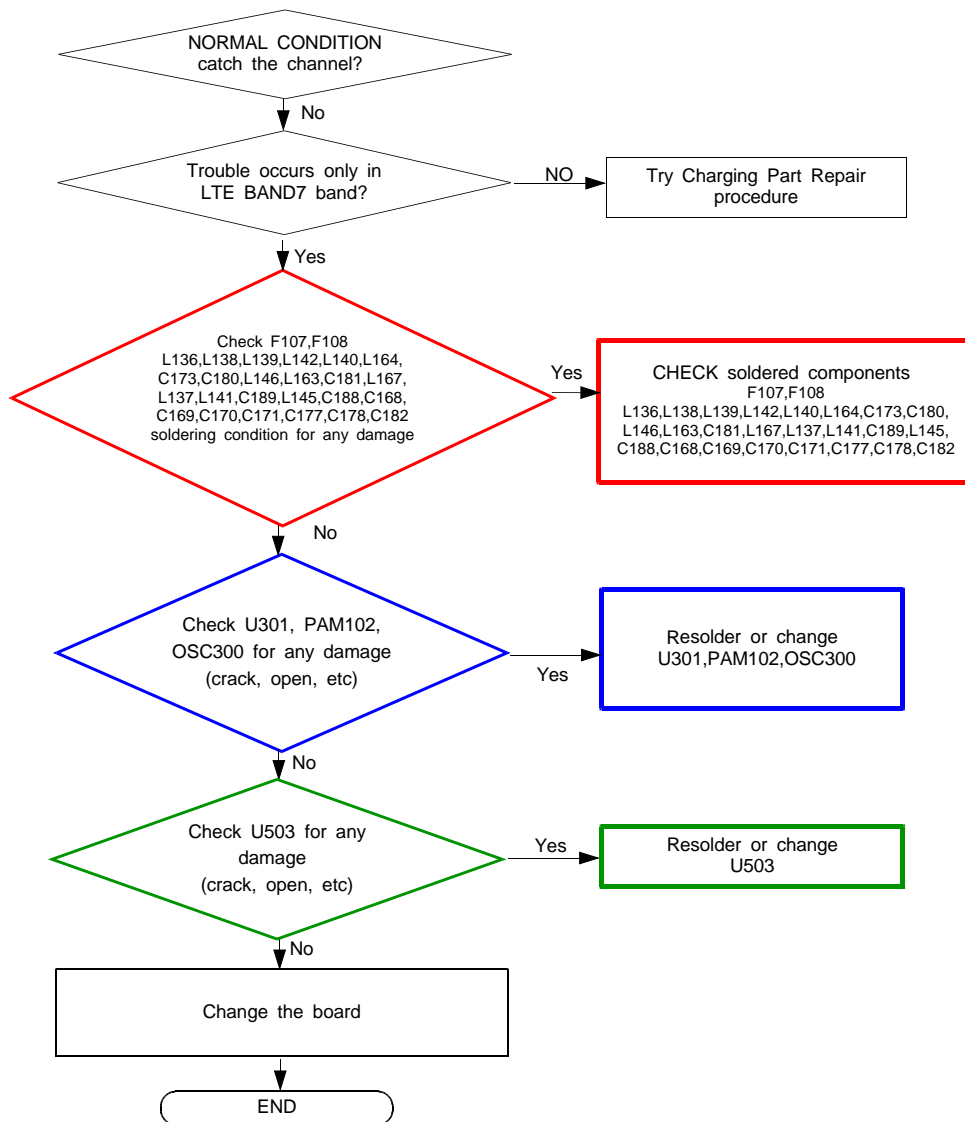 NORMAL CONDITION
catch the channel?
No
Trouble occurs only in
LTE BAND7 band?
NO
Try Charging Part Repair
procedure
Yes
Check F107,F108
L136,L138,L139,L142,L140,L164,
C173,C180,L146,L163,C181,L167,
L137,L141,C189,L145,C188,C168,
C169,C170,C171,C177,C178,C182
soldering condition for any damage
Yes
CHECK soldered components
F107,F108
L136,L138,L139,L142,L140,L164,C173,C180,
L146,L163,C181,L167,L137,L141,C189,L145,
C188,C168,C169,C170,C171,C177,C178,C182
No
Check U301, PAM102,
OSC300 for any damage
(crack, open, etc)
Yes
Resolder or change
U301,PAM102,OSC300
No
Check U503 for any
damage
(crack, open, etc)
Yes
Resolder or change
U503
No
Change the board
END